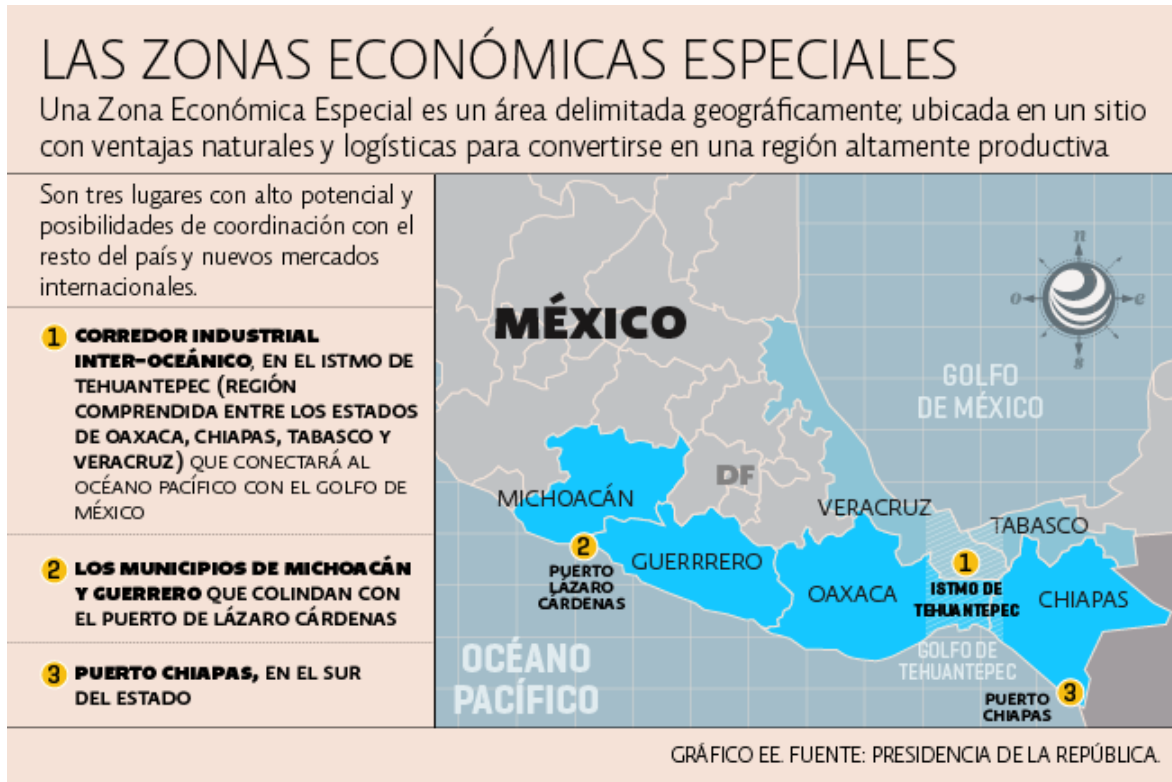 LAS ZONAS ECONÓMICAS ESPECIALES
Una Zona Económica Especial es un área delimitada geográficamente; ubicada en un sitio
con ventajas naturales y logísticas para convertirse en una región altamente productiva
Son tres lugares con alto potencial y
posibilidades de coordinación con el
resto del país y nuevos mercados
internacionales.
1 CORREDOR INDUSTRIAL
INTER-OCEÁNICO, EN EL ISTMO DE
TEHUANTEPEC (REGIÓN
COMPRENDIDA ENTRE LOS ESTADOS
DE OAXACA, CHIAPAS, TABASCO Y
VERACRUZ) QUE CONECTARÁ AL
OCÉANO PACÍFICO CON EL GOLFO DE
MÉXICO
2 LOS MUNICIPIOS DE MICHOACÁN
Y GUERRERO QUE COLINDAN CON
EL PUERTO DE LÁZARO CÁRDENAS
3 PUERTO CHIAPAS, EN EL SUR
DEL ESTADO
n
o
e
s
MÉXICO
GOLFO
DE MÉXICO
DF
MICHOACÁN
VERACRUZ
TABASCO
2
PUERTO
LÁZARO
CÁRDENAS
GUERRRERO
OAXACA
1
ISTMO DE
TEHUANTEPEC
CHIAPAS
GOLFO DE
TEHUANTEPEC
OCÉANO
PACÍFICO
3
PUERTO
CHIAPAS
GRÁFICO EE. FUENTE: PRESIDENCIA DE LA REPÚBLICA.